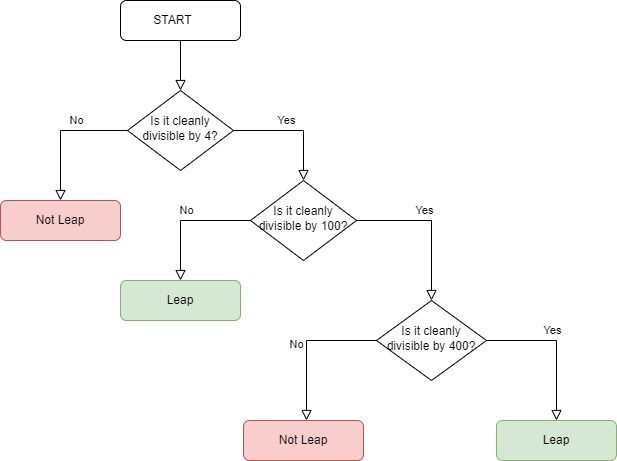 START
Is it cleanly
divisible by 4?
No
Yes
Not Leap
Is it cleanly
divisible by 100?
No
Yes
Leap
Is it cleanly
divisible by 400?
No
Yes
Not Leap
Leap